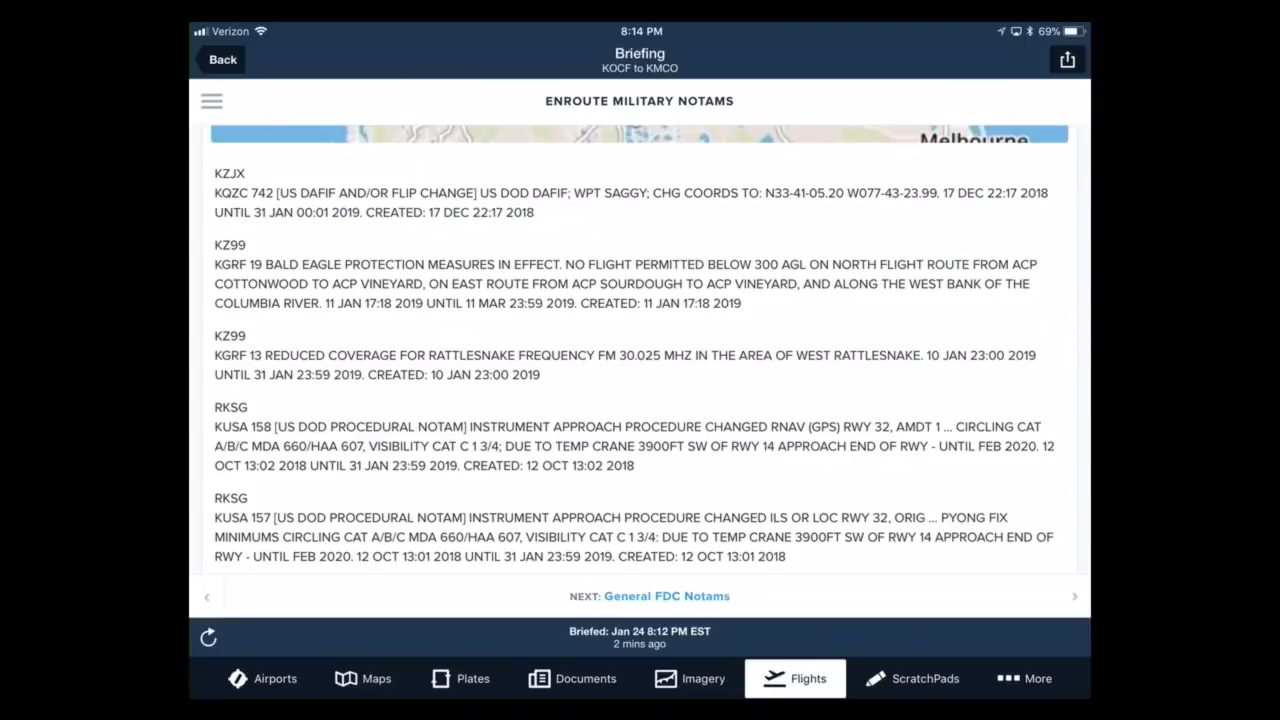 Verizon 8:14 PM 69%
Back Briefing
KOCF to KMCO
ENROUTE MILITARY NOTAMS
Melbourne
KZJX
KQZC 742 [US DAFIF AND/OR FLIP CHANGE] US DOD DAFIF; WPT SAGGY; CHG COORDS TO: N33-41-05.20 W077-43-23.99. 17 DEC 22:17 2018
UNTIL 31 JAN 00:01 2019. CREATED: 17 DEC 22:17 2018
KZ99
KGRF 19 BALD EAGLE PROTECTION MEASURES IN EFFECT. NO FLIGHT PERMITTED BELOW 300 AGL ON NORTH FLIGHT ROUTE FROM ACP
COTTONWOOD TO ACP VINEYARD, ON EAST ROUTE FROM ACP SOURDOUGH TO ACP VINEYARD, AND ALONG THE WEST BANK OF THE
COLUMBIA RIVER. 11 JAN 17:18 2019 UNTIL 11 MAR 23:59 2019. CREATED: 11 JAN 17:18 2019
KZ99
KGRF 13 REDUCED COVERAGE FOR RATTLESNAKE FREQUENCY FM 30.025 MHZ IN THE AREA OF WEST RATTLESNAKE. 10 JAN 23:00 2019
UNTIL 31 JAN 23:59 2019. CREATED: 10 JAN 23:00 2019
RKSG
KUSA 158 [US DOD PROCEDURAL NOTAM] INSTRUMENT APPROACH PROCEDURE CHANGED RNAV (GPS) RWY 32, AMDT 1 ... CIRCLING CAT
A/B/C MDA 660/HAA 607, VISIBILITY CAT C 1 3/4; DUE TO TEMP CRANE 3900FT SW OF RWY 14 APPROACH END OF RWY - UNTIL FEB 2020. 12
OCT 13:02 2018 UNTIL 31 JAN 23:59 2019. CREATED: 12 OCT 13:02 2018
RKSG
KUSA 157 [US DOD PROCEDURAL NOTAM] INSTRUMENT APPROACH PROCEDURE CHANGED ILS OR LOC RWY 32, ORIG ... PYONG FIX
MINIMUMS CIRCLING CAT A/B/C MDA 660/HAA 607, VISIBILITY CAT C 1 3/4: DUE TO TEMP CRANE 3900FT SW OF RWY 14 APPROACH END OF
RWY - UNTIL FEB 2020. 12 OCT 13:01 2018 UNTIL 31 JAN 23:59 2019. CREATED: 12 OCT 13:01 2018
NEXT: General FDC Notams
Briefed: Jan 24 8:12 PM EST
2 mins ago
Airports Maps Plates Documents Imagery Flights ScratchPads More